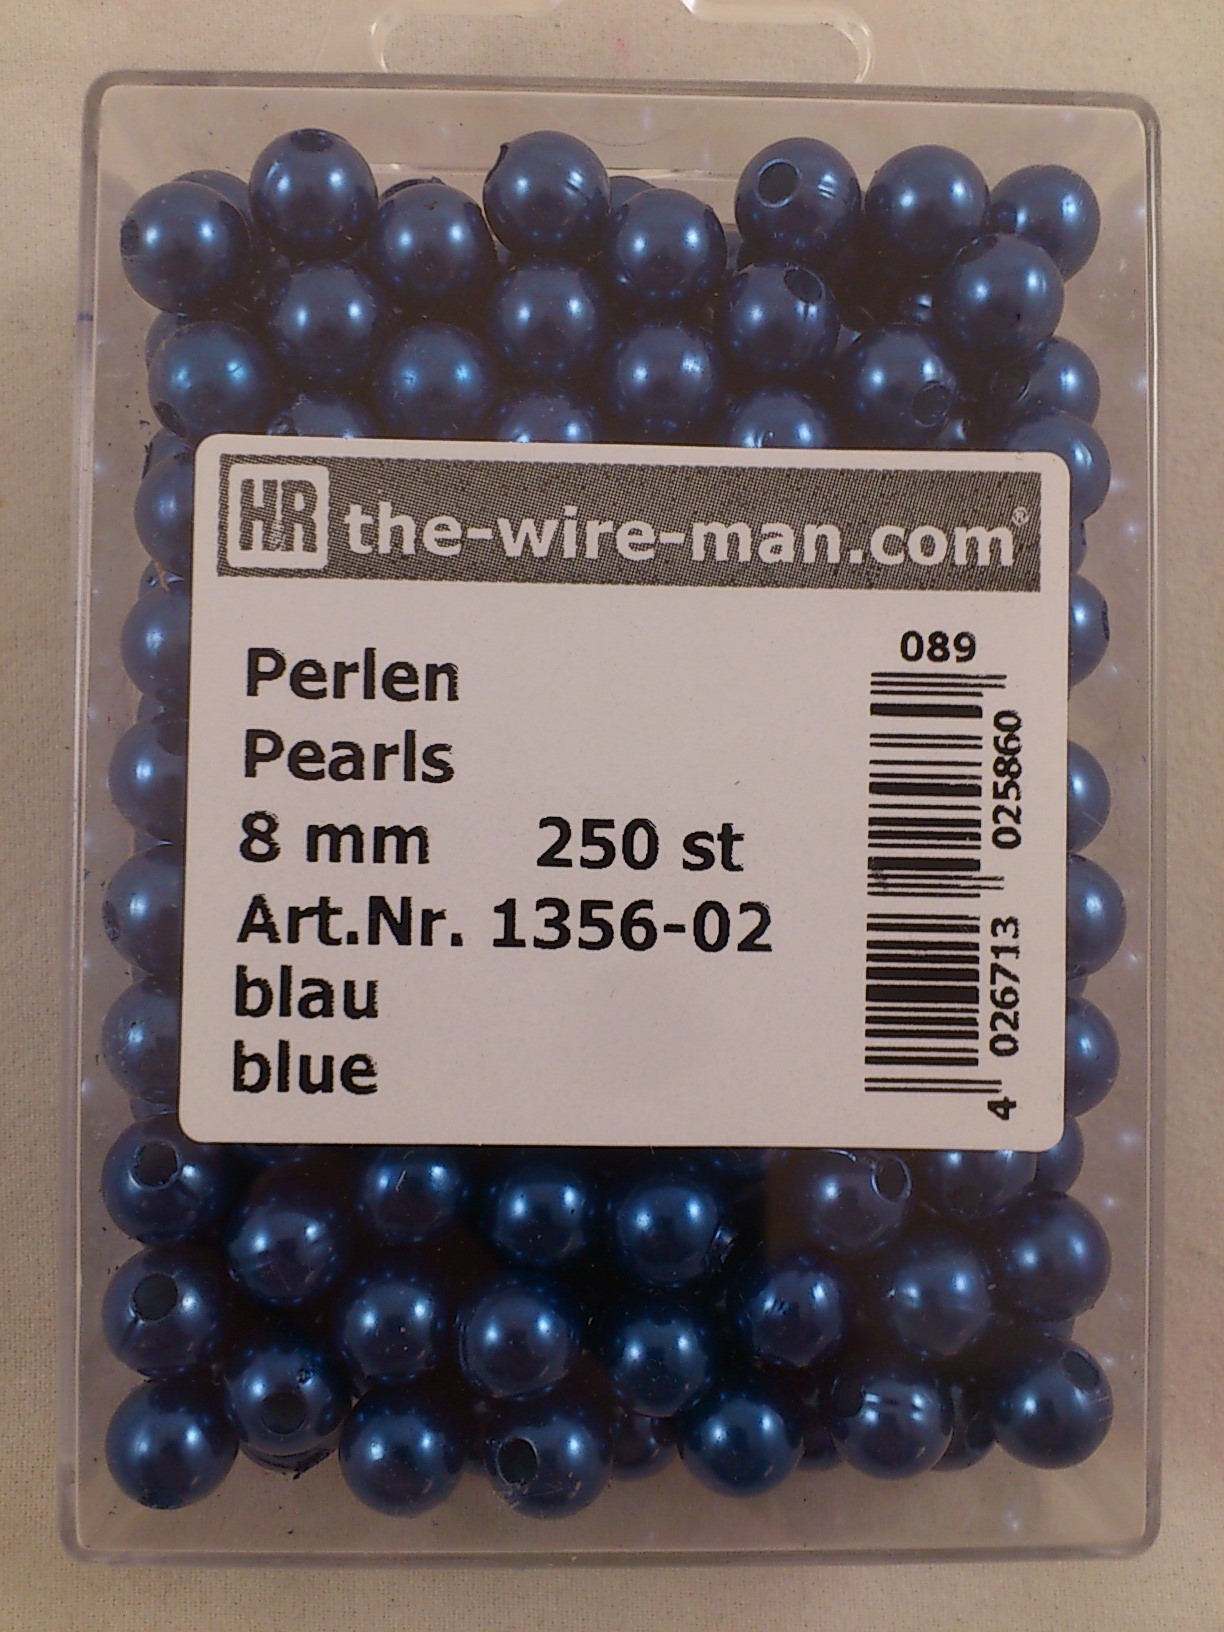 H&R the-wire-man.com®
089
Perlen
Pearls
8 mm 250 st
Art.Nr. 1356-02
blau
blue
4 026713 025860